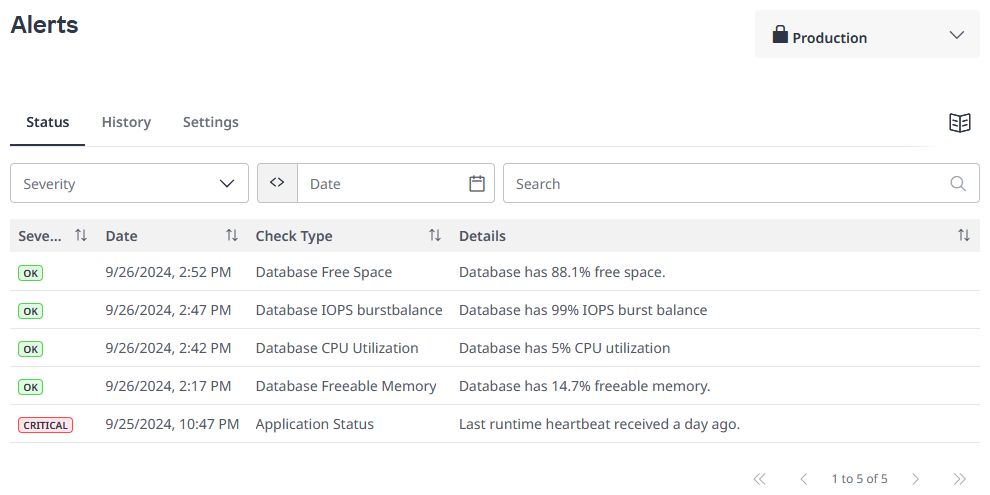 Alerts
Production
Status History Settings
Severity <> Date Search
Seve... Date Check Type Details
OK 9/26/2024, 2:52 PM Database Free Space Database has 88.1% free space.
OK 9/26/2024, 2:47 PM Database IOPS burstbalance Database has 99% IOPS burst balance
OK 9/26/2024, 2:42 PM Database CPU Utilization Database has 5% CPU utilization
OK 9/26/2024, 2:17 PM Database Freeable Memory Database has 14.7% freeable memory.
CRITICAL 9/25/2024, 10:47 PM Application Status Last runtime heartbeat received a day ago.
1 to 5 of 5